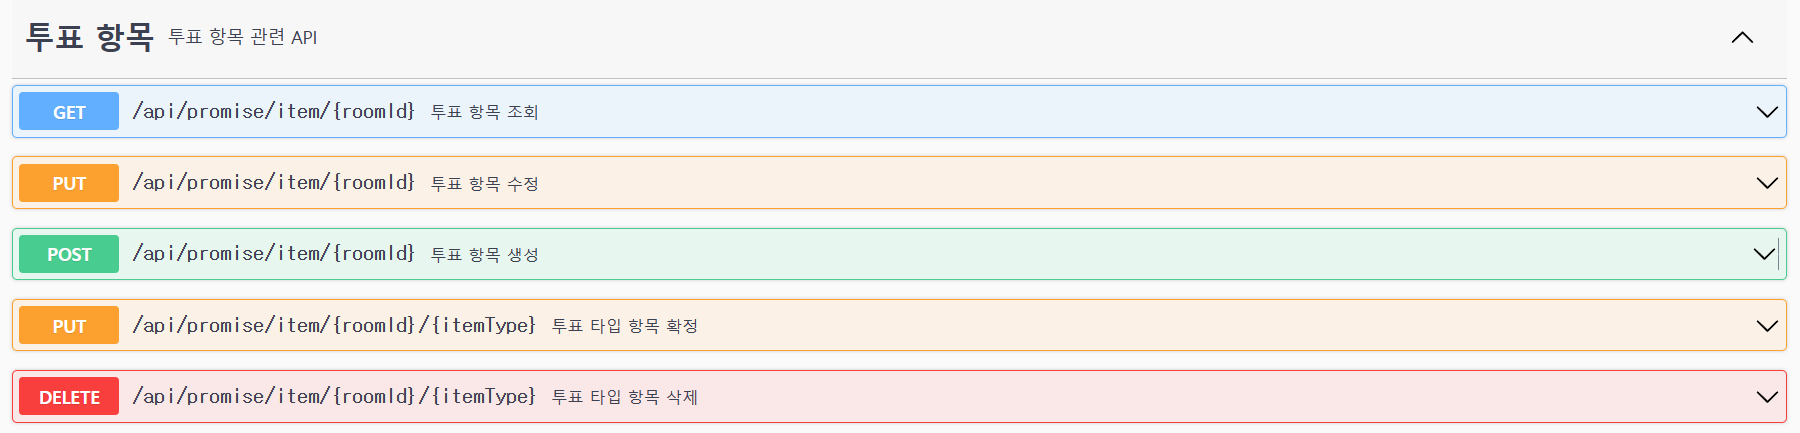 투표 항목 투표 항목 관련 API
GET /api/promise/item/{roomId} 투표 항목 조회
PUT /api/promise/item/{roomId} 투표 항목 수정
POST /api/promise/item/{roomId} 투표 항목 생성
PUT /api/promise/item/{roomId}/{itemType} 투표 타입 항목 확정
DELETE /api/promise/item/{roomId}/{itemType} 투표 타입 항목 삭제